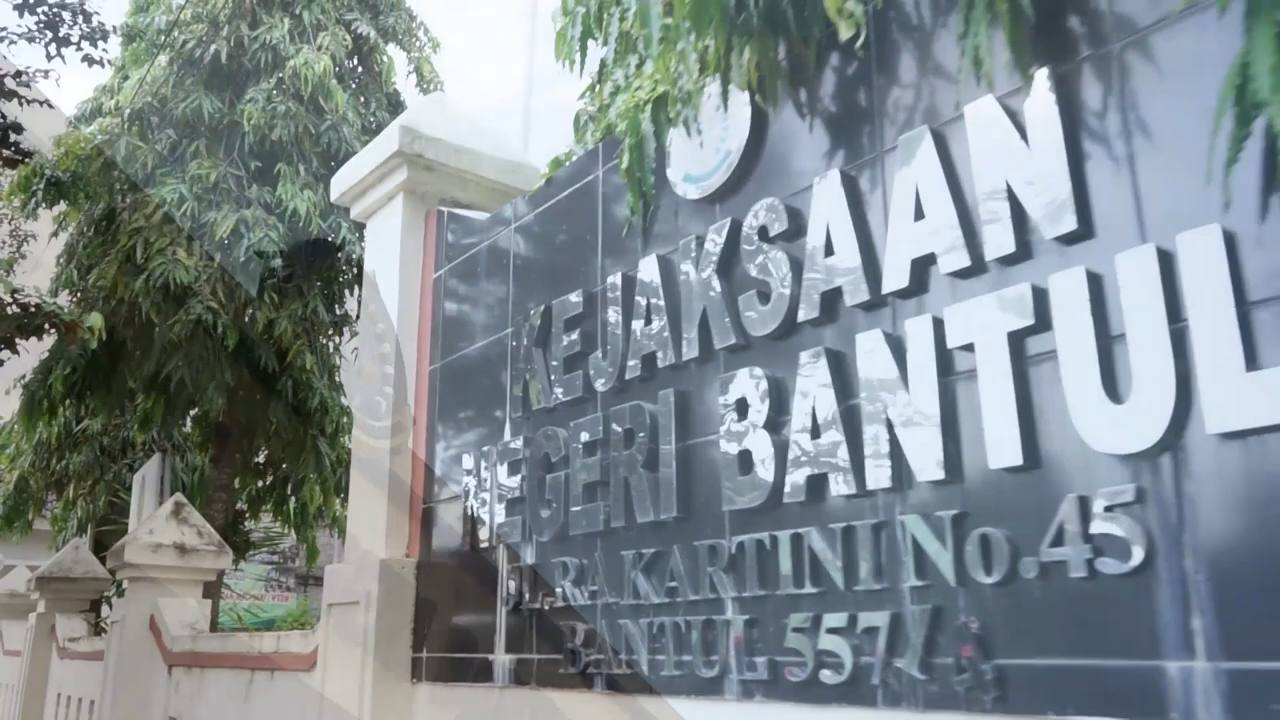 KEJAKSAAN
NEGERI BANTUL
JL.RA KARTINI No.45
BANTUL